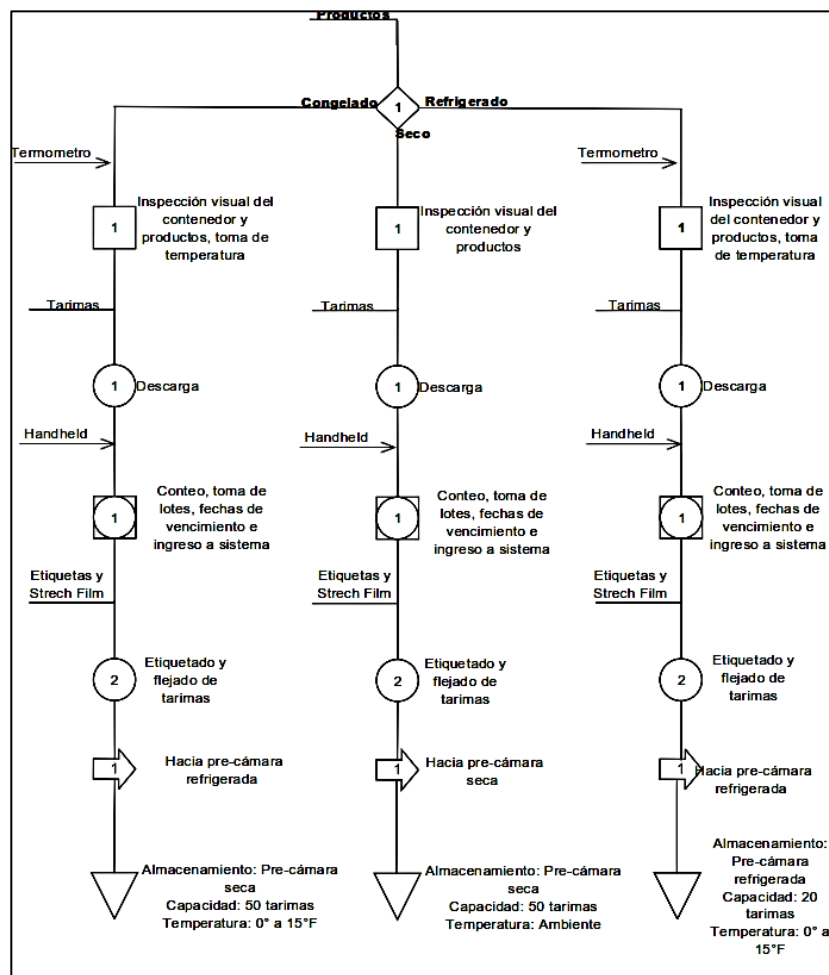 Productos
Congelado
1
Refrigerado
Seco
Termometro
Termometro
1
Inspección visual del
contenedor y
productos, toma de
temperatura
1
Inspección visual del
contenedor y
productos
1
Inspección visual
del contenedor y
productos, toma
de temperatura
Tarimas
Tarimas
Tarimas
1
Descarga
1
Descarga
1
Descarga
Handheld
Handheld
Handheld
1
Conteo, toma de
lotes, fechas de
vencimiento e
ingreso a sistema
1
Conteo, toma de
lotes, fechas de
vencimiento e
ingreso a sistema
1
Conteo, toma de
lotes, fechas de
vencimiento e
ingreso a sistema
Etiquetas y
Strech Film
Etiquetas y
Strech Film
Etiquetas y
Strech Film
2
Etiquetado y
flejado de
tarimas
2
Etiquetado y
flejado de
tarimas
2
Etiquetado y
flejado de
tarimas
1
Hacia pre-cámara
refrigerada
1
Hacia pre-cámara
seca
1
Hacia pre-cámara
refrigerada
Almacenamiento: Pre-cámara
seca
Capacidad: 50 tarimas
Temperatura: 0° a 15°F
Almacenamiento: Pre-cámara
seca
Capacidad: 50 tarimas
Temperatura: Ambiente
Almacenamiento:
Pre-cámara
refrigerada
Capacidad: 20
tarimas
Temperatura: 0° a
15°F